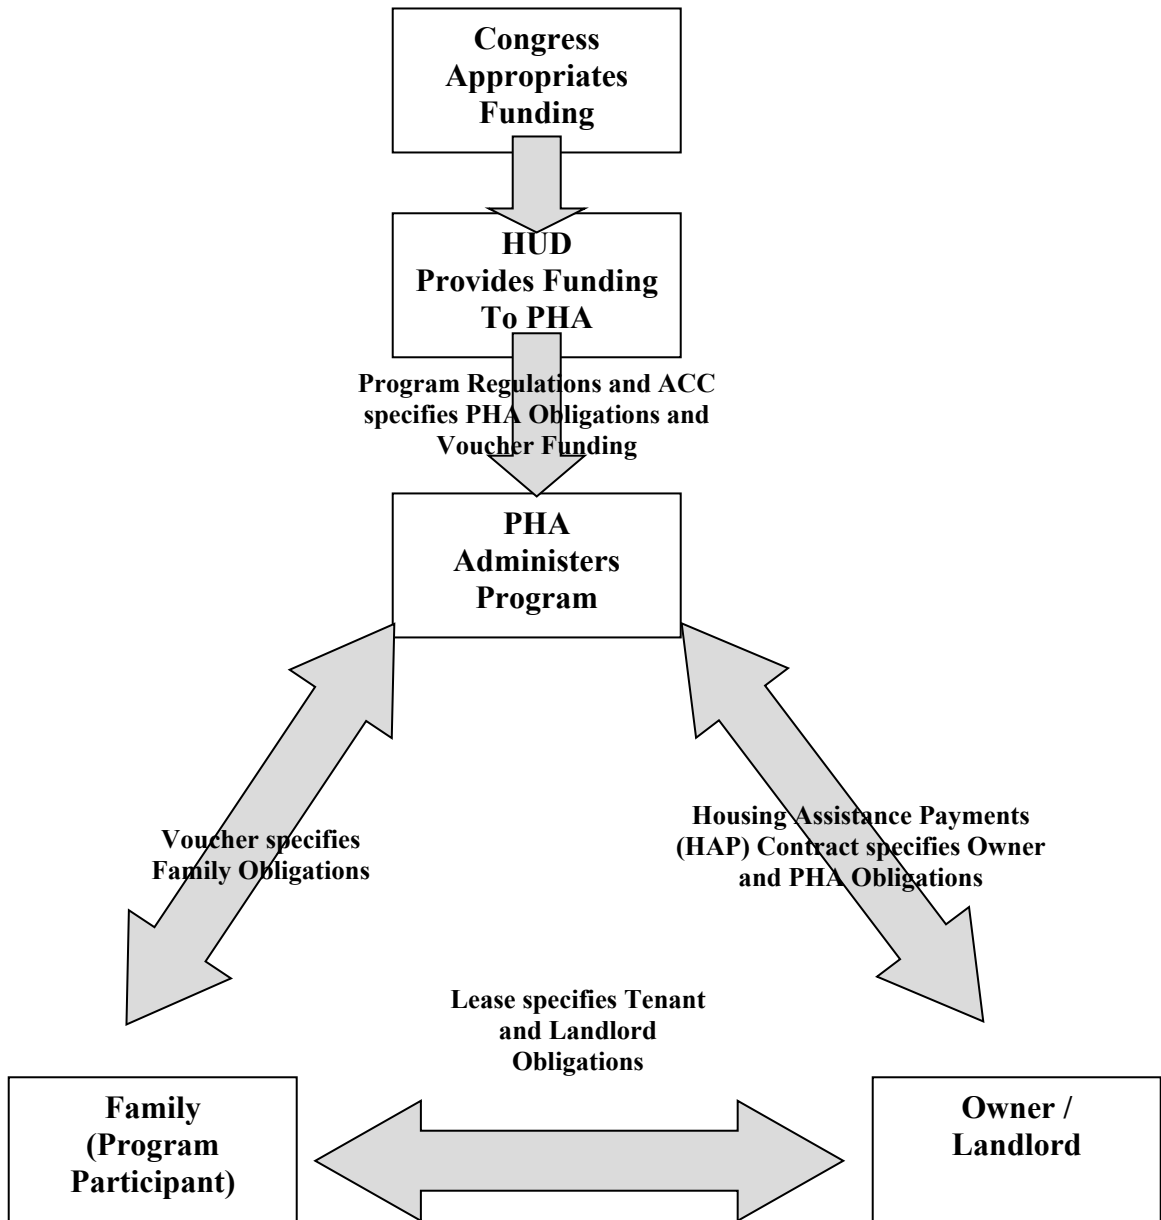 Congress
Appropriates
Funding
HUD
Provides Funding
To PHA
Program Regulations and ACC
specifies PHA Obligations and
Voucher Funding
PHA
Administers
Program
Voucher specifies
Family Obligations
Housing Assistance Payments
(HAP) Contract specifies Owner
and PHA Obligations
Lease specifies Tenant
and Landlord
Obligations
Family
(Program
Participant)
Owner /
Landlord